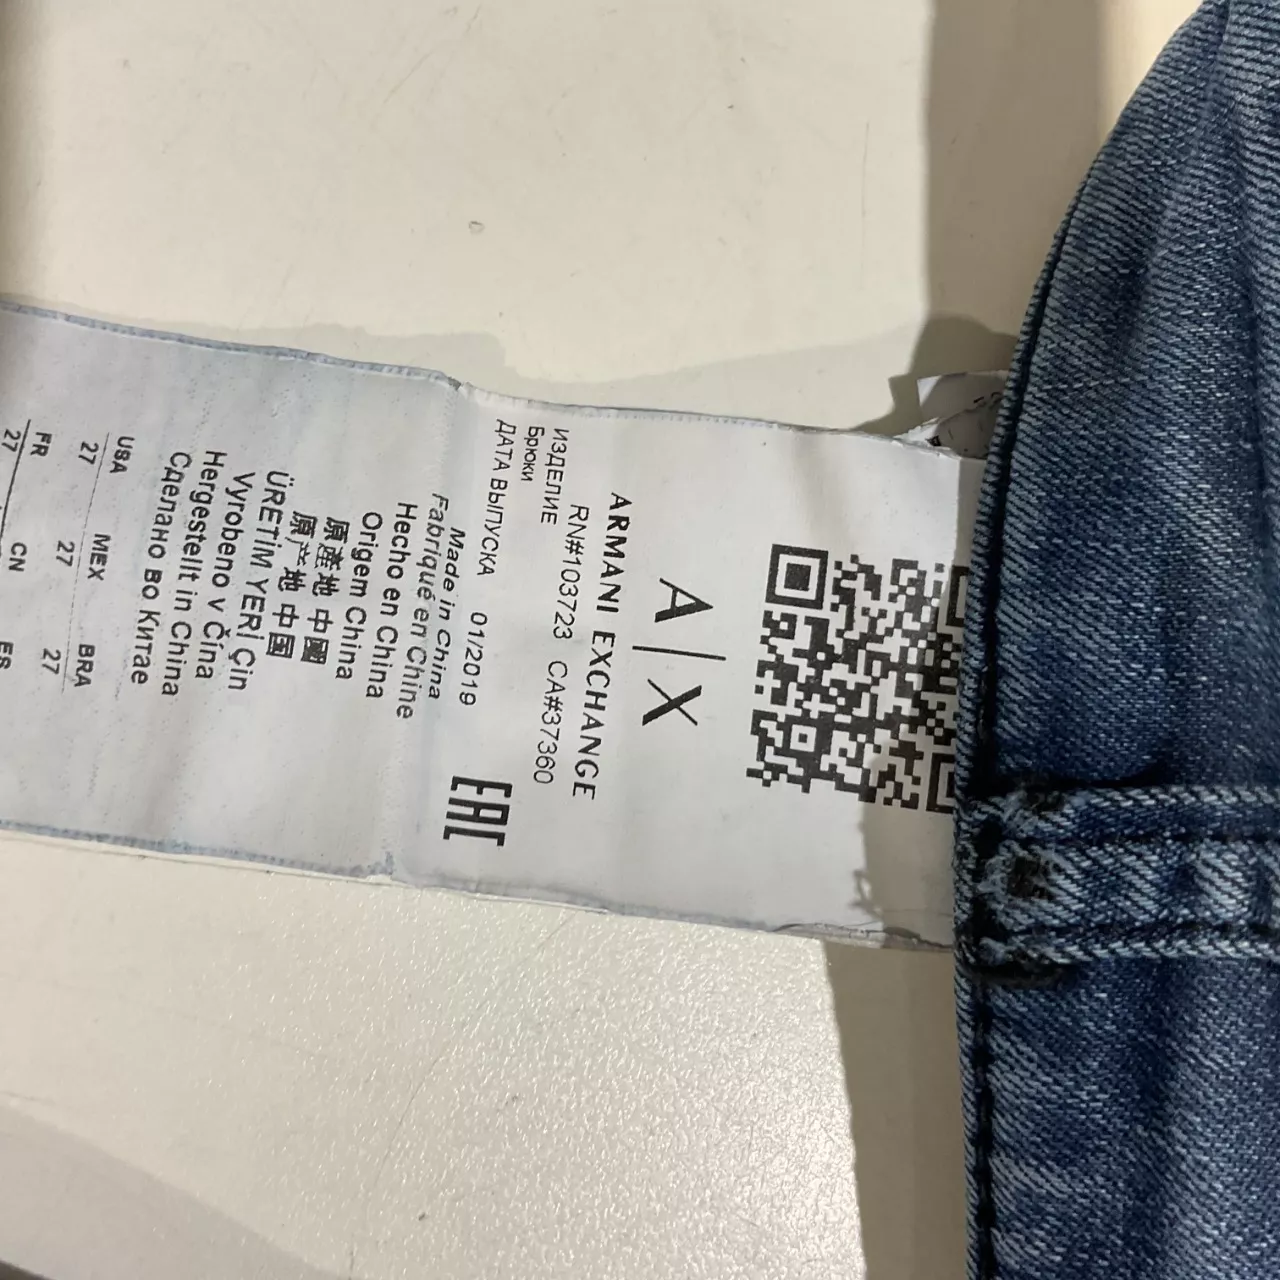 A|X
ARMANI EXCHANGE
RN#103723 CA#37360
ИЗДЕЛИЕ
Брюки
ДАТА ВЫПУСКА 01/2019
EAC
Made in China
Fabriqué en Chine
Hecho en China
Origem China
原產地 中國
原产地 中国
ÜRETİM YERİ Çin
Vyrobeno v Čína
Hergestellt in China
Сделано во Китае
USA MEX BRA
27 27 27
FR CN ES
27